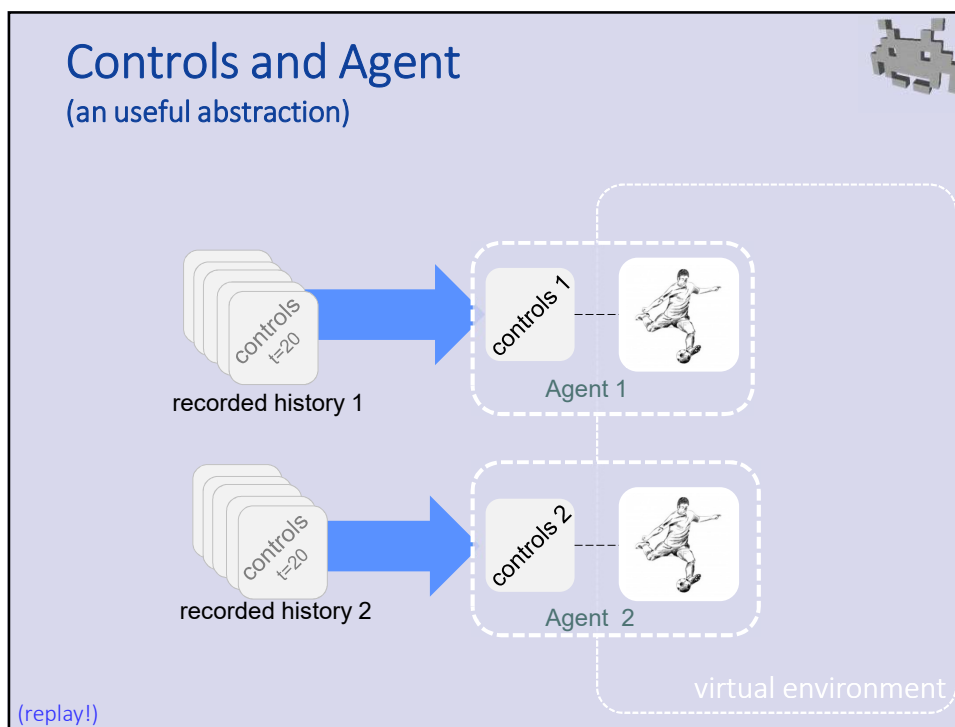 Controls and Agent
(an useful abstraction)
controls
t=20
recorded history 1
controls 1
Agent 1
controls
t=20
recorded history 2
controls 2
Agent 2
virtual environment
(replay!)